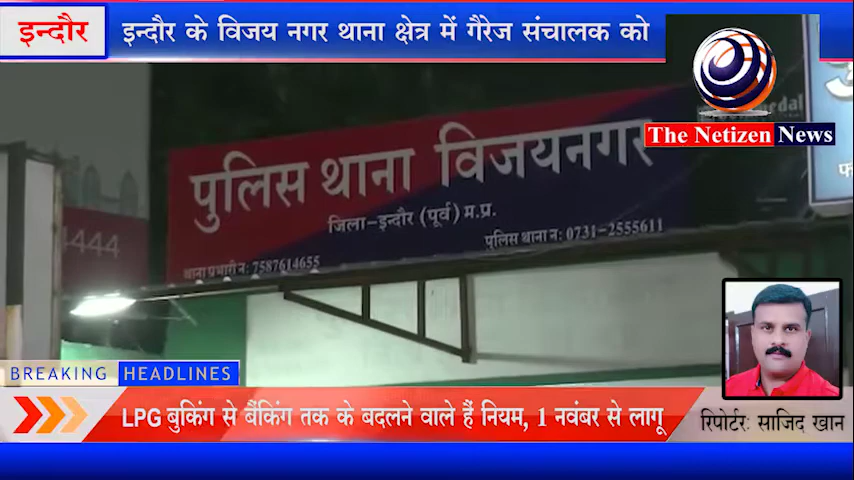 इन्दौर
इन्दौर के विजय नगर थाना क्षेत्र में गैरेज संचालक को
The Netizen News
पुलिस थाना विजयनगर
जिला-इन्दौर (पूर्व) म.प्र.
पुलिस थाना न: 0731-2555611
थाना प्रभारी न: 7587614655
4444
BREAKING HEADLINES
LPG बुकिंग से बैंकिंग तक के बदलने वाले हैं नियम, 1 नवंबर से लागू
रिपोर्टर: साजिद खान